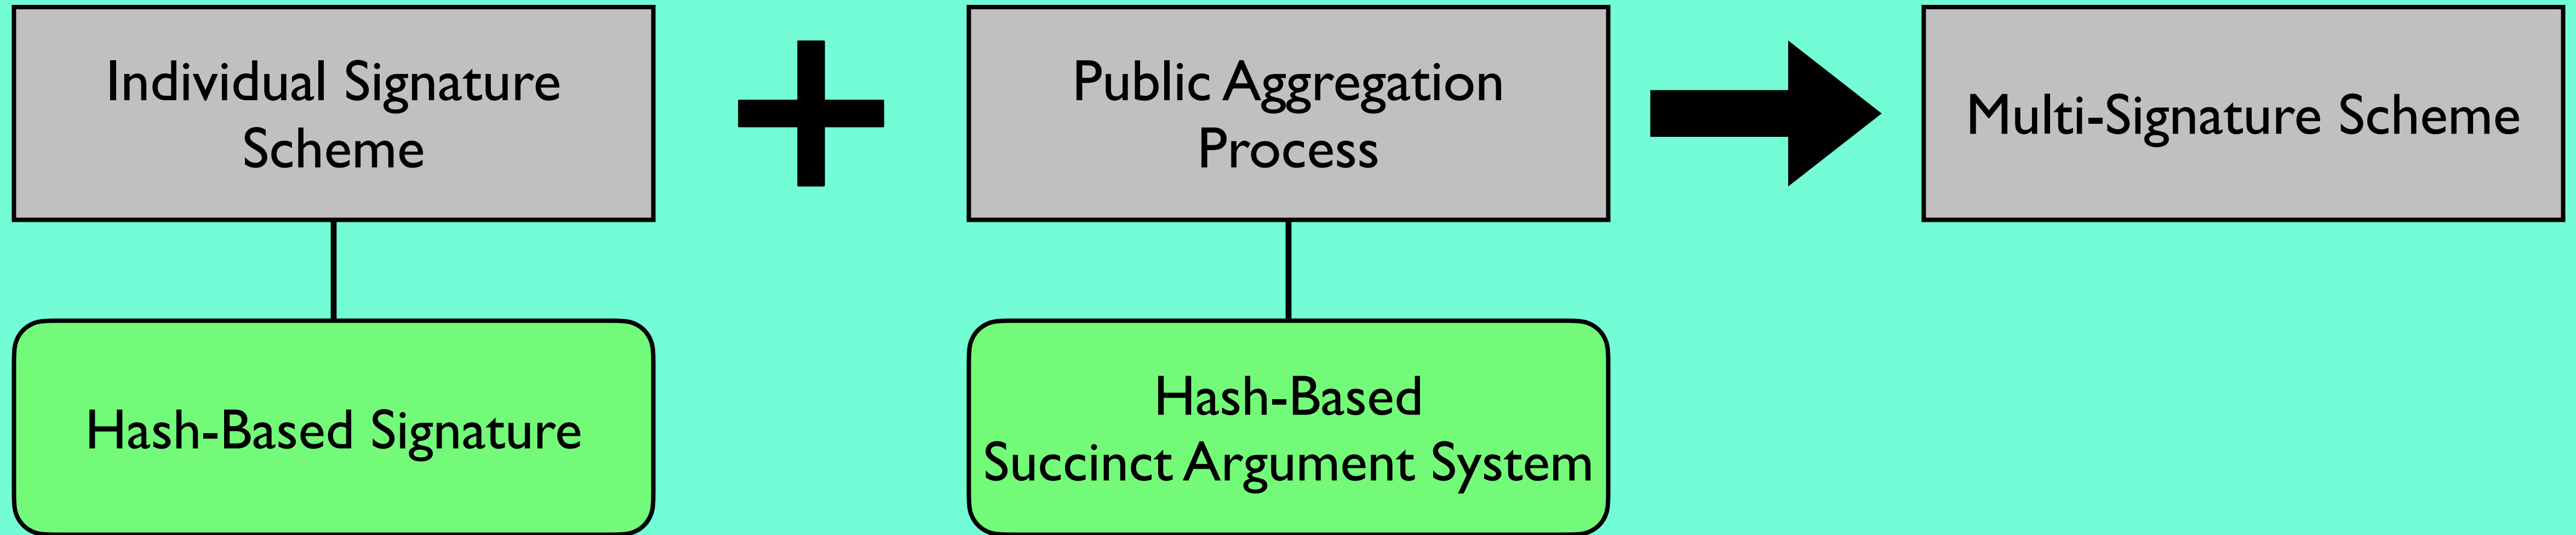 Individual Signature
Scheme
Public Aggregation
Process
Multi-Signature Scheme
Hash-Based Signature
Hash-Based
Succinct Argument System